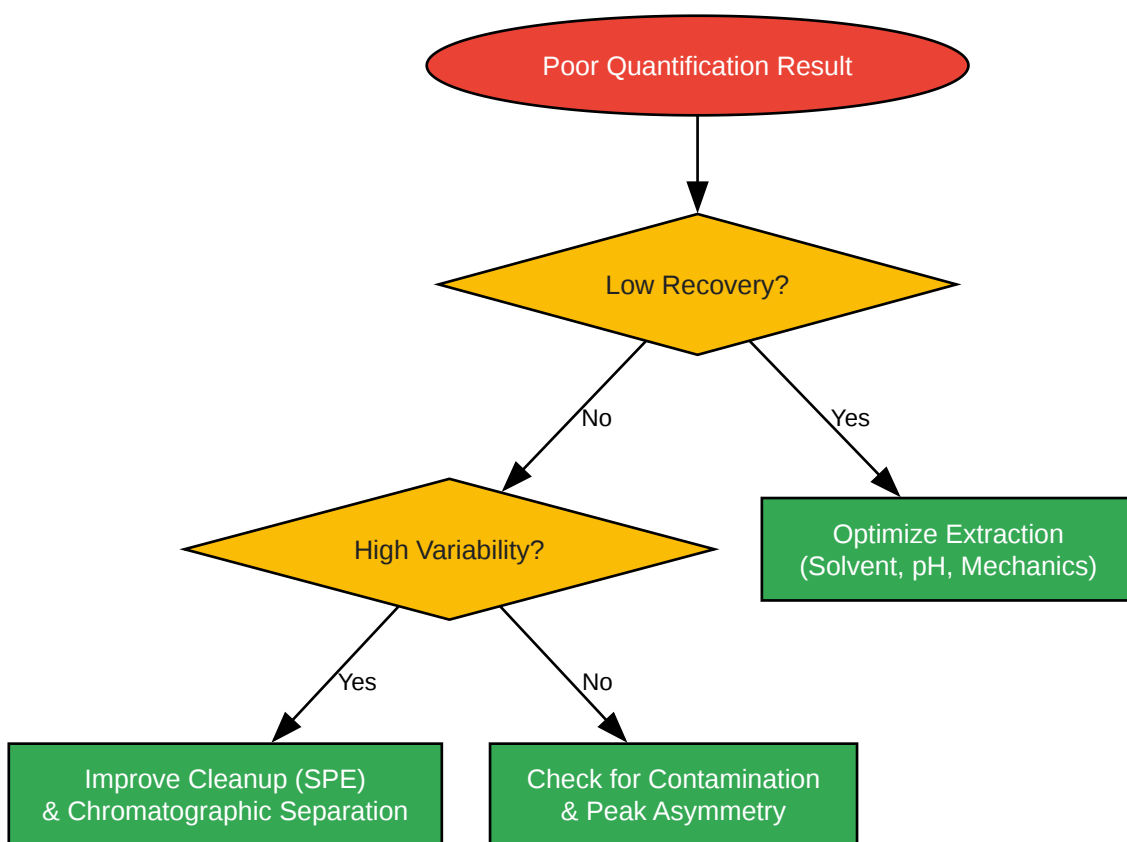 Poor Quantification Result
Low Recovery?
No
Yes
High Variability?
Optimize Extraction
(Solvent, pH, Mechanics)
Yes
No
Improve Cleanup (SPE)
& Chromatographic Separation
Check for Contamination
& Peak Asymmetry